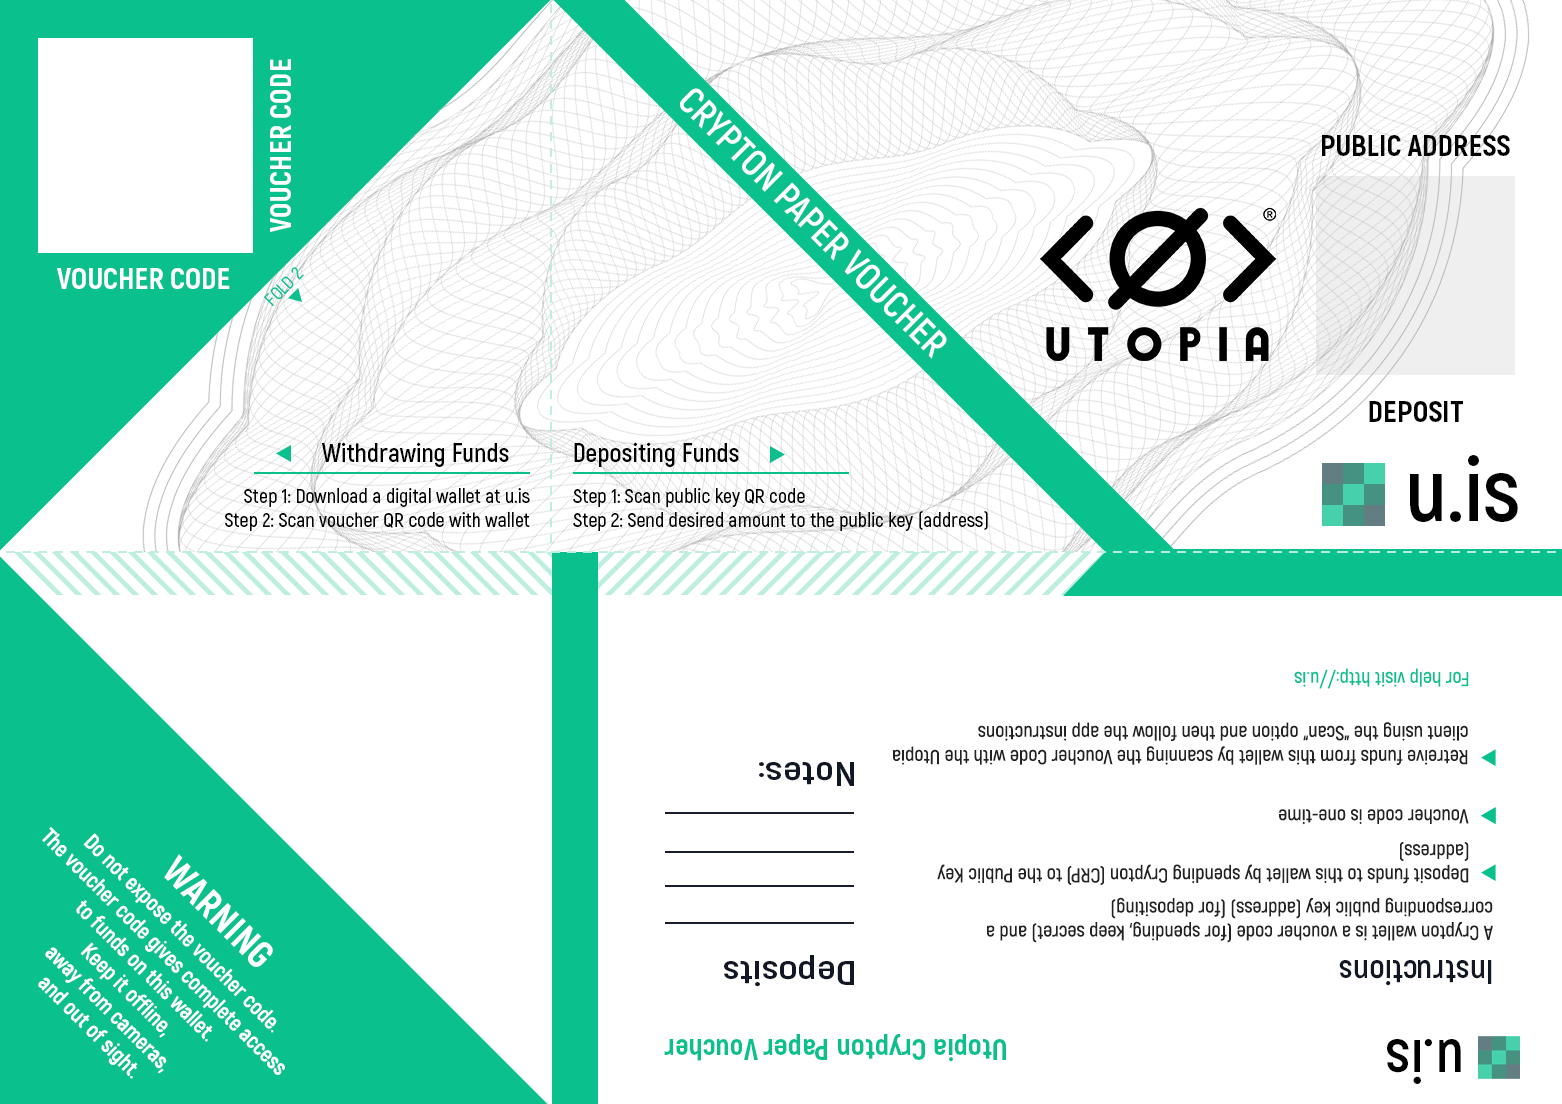 VOUCHER CODE
VOUCHER CODE
FOLD 2
CRYPTON PAPER VOUCHER
PUBLIC ADDRESS
<Ø>®
UTOPIA
DEPOSIT
u.is
Withdrawing Funds
Step 1: Download a digital wallet at u.is
Step 2: Scan voucher QR code with wallet
Depositing Funds
Step 1: Scan public key QR code
Step 2: Send desired amount to the public key (address)
WARNING
Do not expose the voucher code.
The voucher code gives complete access
to funds on this wallet.
Keep it offline,
away from cameras,
and out of sight.
u.is
Utopia Crypton Paper Voucher
Instructions
A Crypton wallet is a voucher code (for spending, keep secret) and a
corresponding public key (address) (for depositing)
Deposit funds to this wallet by spending Crypton (CRP) to the Public Key
(address)
Voucher code is one-time
Retreive funds from this wallet by scanning the Voucher Code with the Utopia
client using the "Scan" option and then follow the app instructions
For help visit http://u.is
Deposits
Notes: